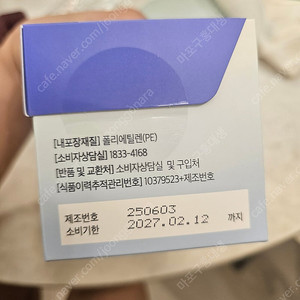 [내포장재질] 폴리에틸렌(PE)
[소비자상담실] 1833-4168
[반품 및 교환처] 소비자상담실 및 구입처
[식품이력추적관리번호] 10379523+제조번호
제조번호 250603
소비기한 2027.02.12 까지